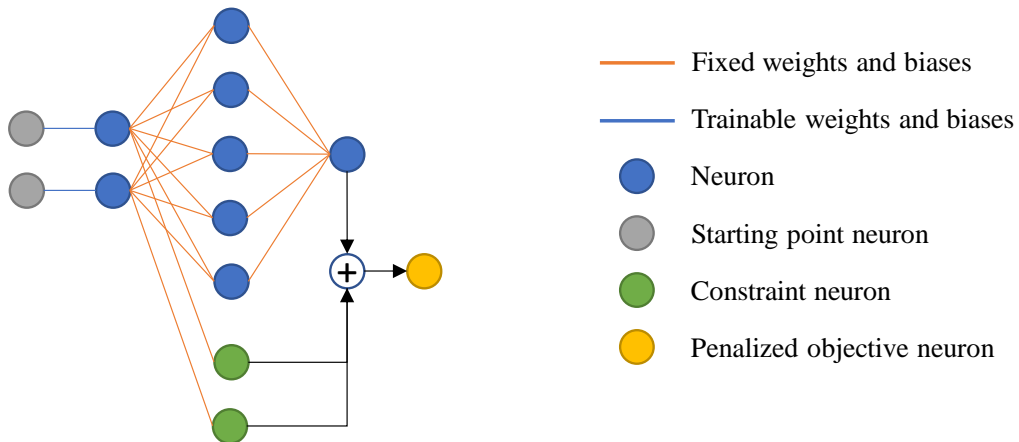 Fixed weights and biases
Trainable weights and biases
Neuron
Starting point neuron
+
Constraint neuron
Penalized objective neuron